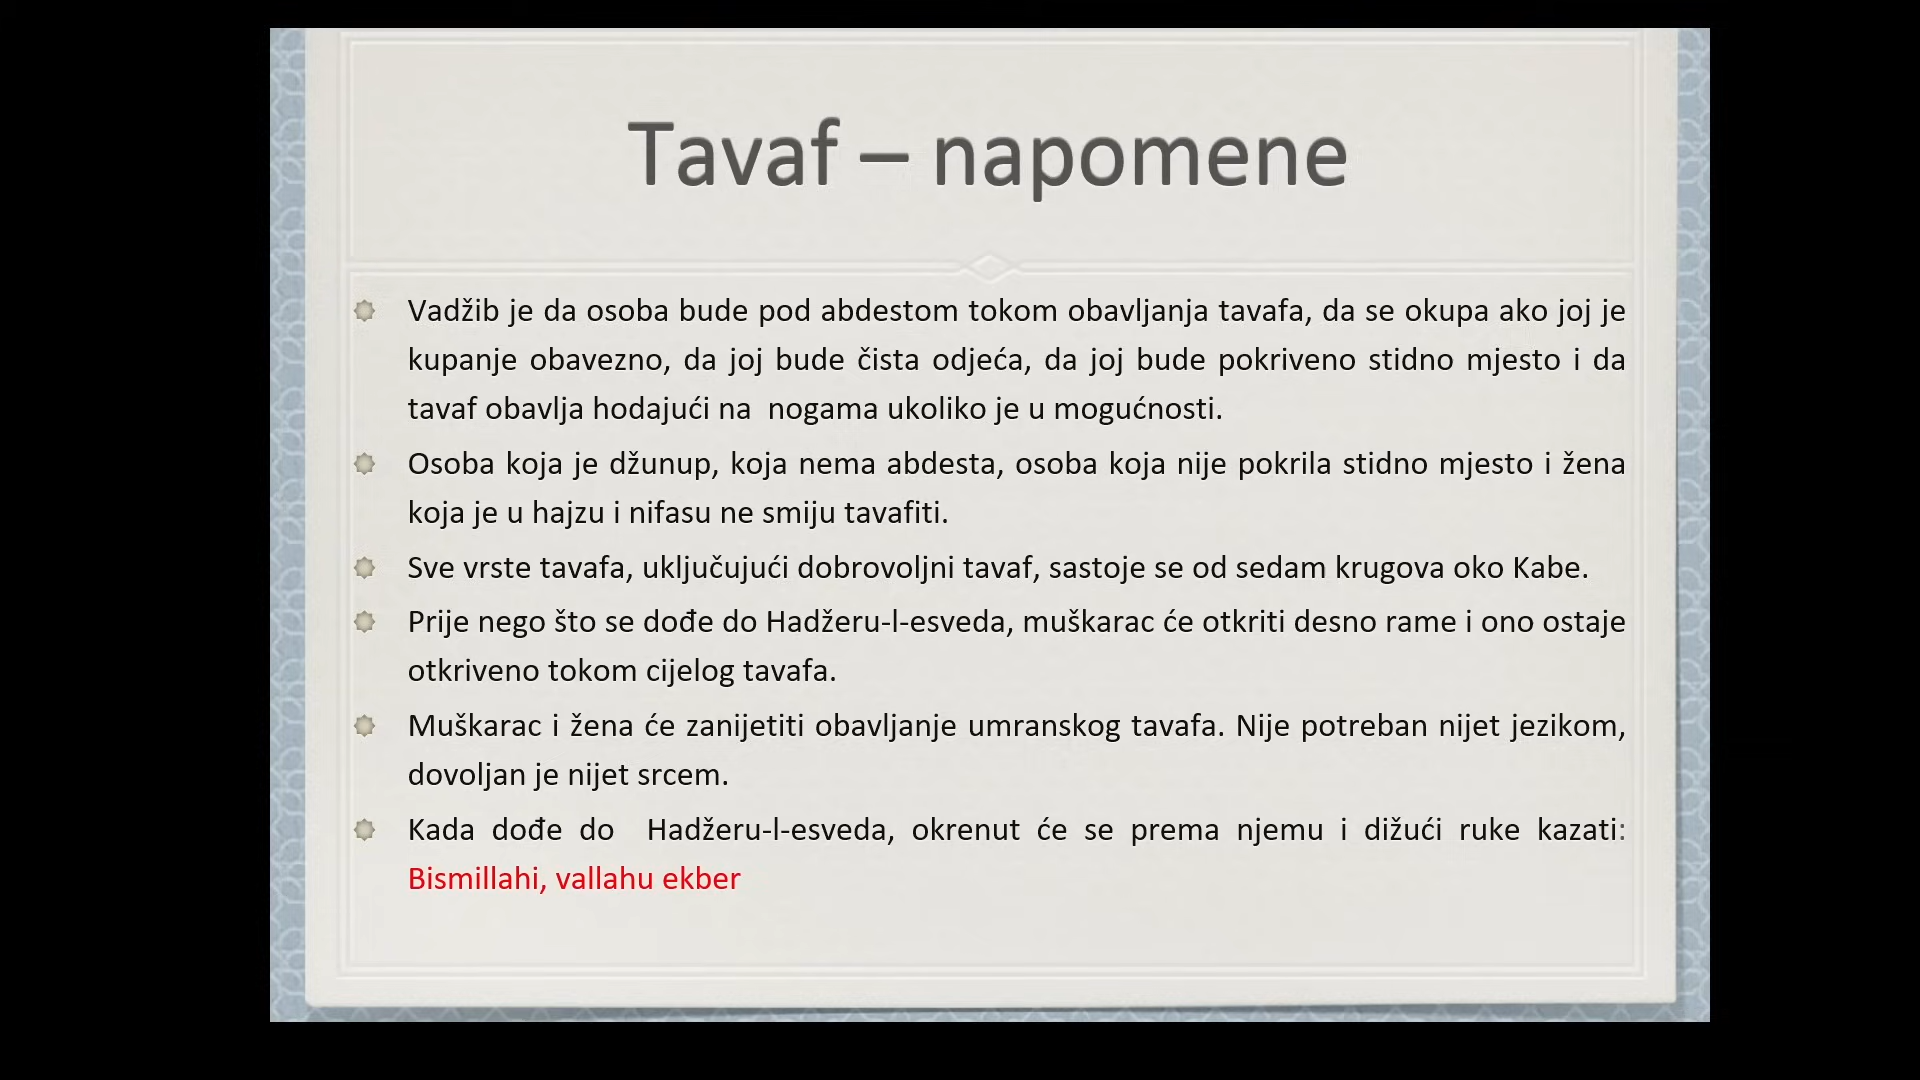 Tavaf – napomene
Vadžib je da osoba bude pod abdestom tokom obavljanja tavafa, da se okupa ako joj je
kupanje obavezno, da joj bude čista odjeća, da joj bude pokriveno stidno mjesto i da
tavaf obavlja hodajući na  nogama ukoliko je u mogućnosti.
Osoba koja je džunup, koja nema abdesta, osoba koja nije pokrila stidno mjesto i žena
koja je u hajzu i nifasu ne smiju tavafiti.
Sve vrste tavafa, uključujući dobrovoljni tavaf, sastoje se od sedam krugova oko Kabe.
Prije nego što se dođe do Hadžeru-l-esveda, muškarac će otkriti desno rame i ono ostaje
otkriveno tokom cijelog tavafa.
Muškarac i žena će zanijetiti obavljanje umranskog tavafa. Nije potreban nijet jezikom,
dovoljan je nijet srcem.
Kada dođe do  Hadžeru-l-esveda, okrenut će se prema njemu i dižući ruke kazati:
Bismillahi, vallahu ekber